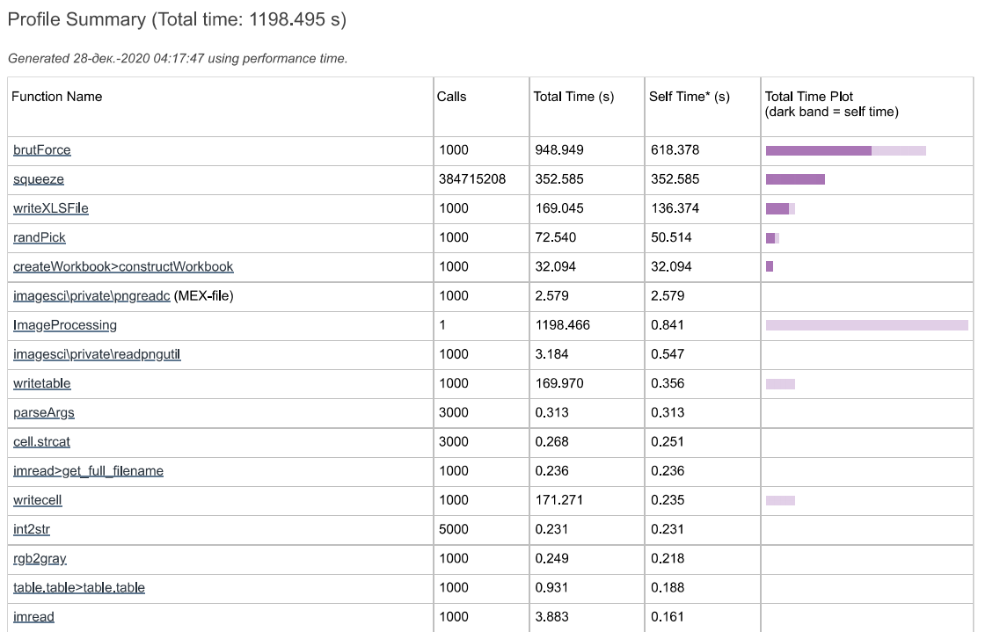 Profile Summary (Total time: 1198.495 s)
Generated 28-дек.-2020 04:17:47 using performance time.
Function Name Calls Total Time (s) Self Time* (s) Total Time Plot
(dark band = self time)
brutForce 1000 948.949 618.378
squeeze 384715208 352.585 352.585
writeXLSFile 1000 169.045 136.374
randPick 1000 72.540 50.514
createWorkbook>constructWorkbook 1000 32.094 32.094
imagesci\private\pngreadc (MEX-file) 1000 2.579 2.579
ImageProcessing 1 1198.466 0.841
imagesci\private\readpngutil 1000 3.184 0.547
writetable 1000 169.970 0.356
parseArgs 3000 0.313 0.313
cell.strcat 3000 0.268 0.251
imread>get_full_filename 1000 0.236 0.236
writecell 1000 171.271 0.235
int2str 5000 0.231 0.231
rgb2gray 1000 0.249 0.218
table.table>table.table 1000 0.931 0.188
imread 1000 3.883 0.161